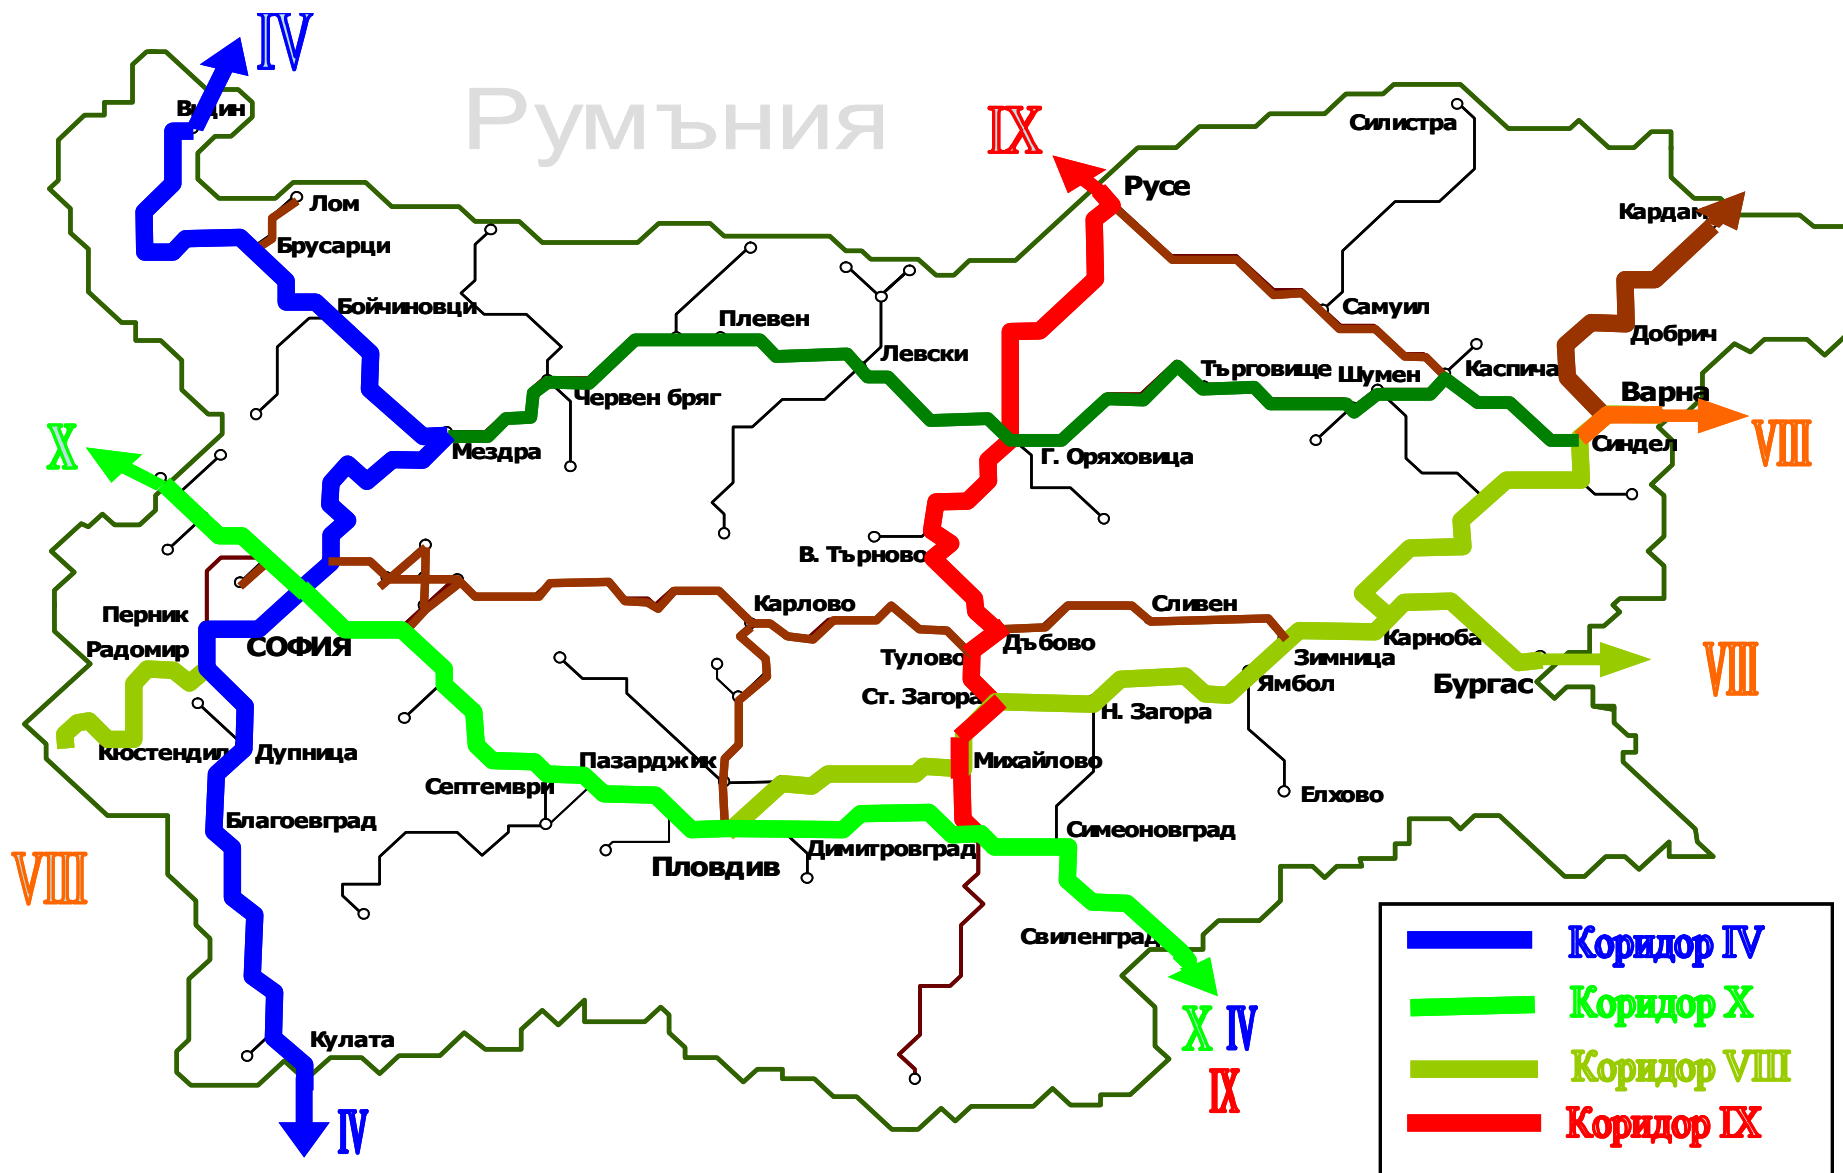 IV
Видин
Румъния
IX
Силистра
Русе
Лом
Кардам
Брусарци
Бойчиновци
Самуил
Плевен
Добрич
Левски
Търговище
Шумен
Каспича
Червен бряг
Варна
X
Мездра
Г. Оряховица
Синдел
VIII
В. Търново
Перник
Карлово
Сливен
СОФИЯ
Радомир
Тулово
Дъбово
Зимница
Карноба
VIII
Ст. Загора
Н. Загора
Ямбол
Бургас
Кюстендил
Дупница
Септември
Пазарджик
Михайлово
Елхово
Благоевград
Димитровград
Симеоновград
VIII
Пловдив
Свиленград
Кулата
X IV
IX
IV
Коридор IV
Коридор X
Коридор VIII
Коридор IX